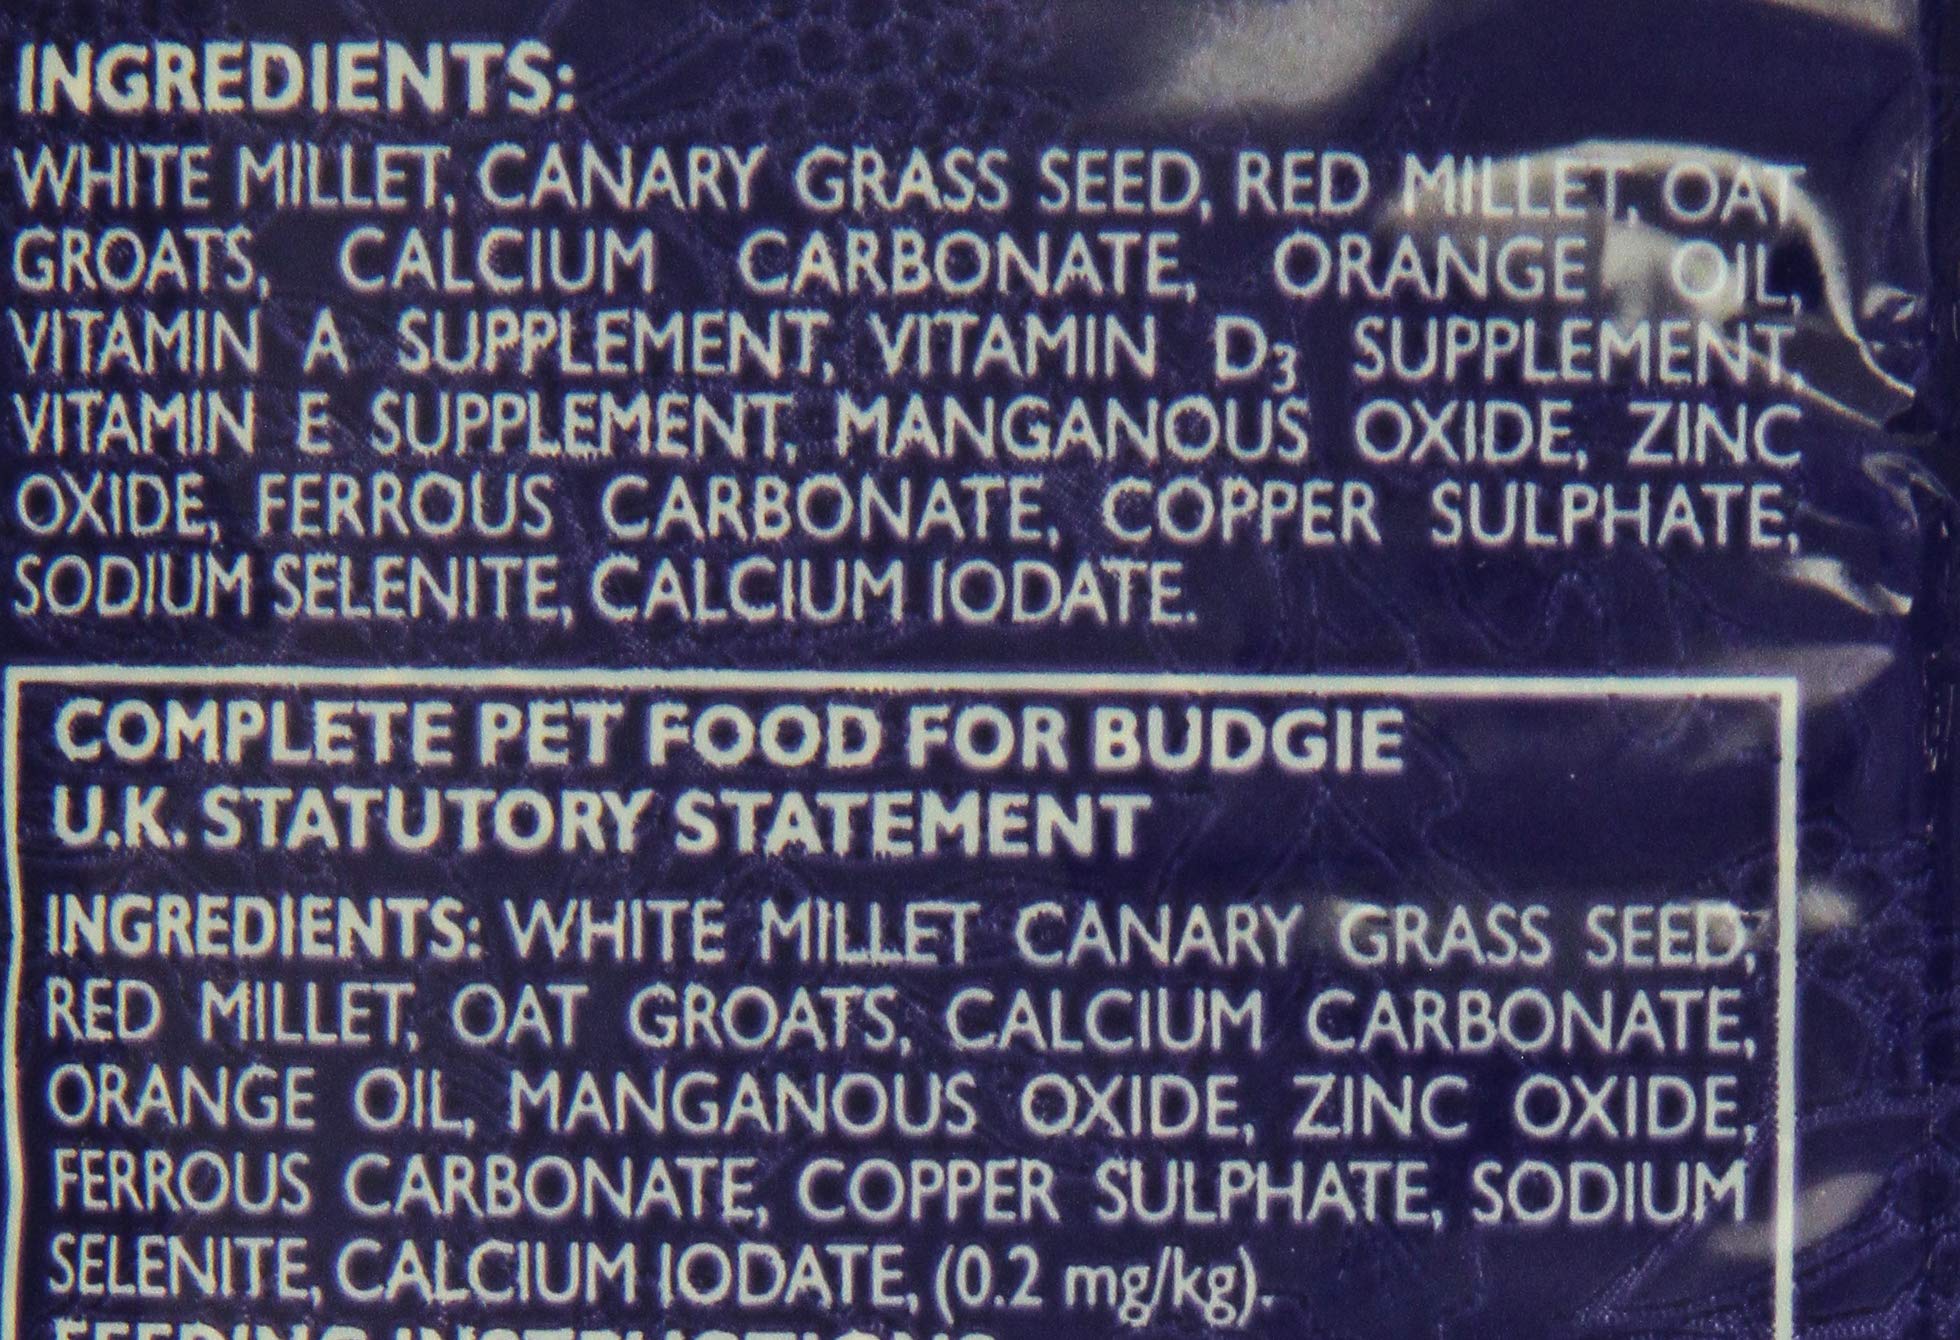 INGREDIENTS:
WHITE MILLET, CANARY GRASS SEED, RED MILLET, OAT
GROATS, CALCIUM CARBONATE, ORANGE OIL,
VITAMIN A SUPPLEMENT, VITAMIN D3 SUPPLEMENT,
VITAMIN E SUPPLEMENT, MANGANOUS OXIDE, ZINC
OXIDE, FERROUS CARBONATE, COPPER SULPHATE,
SODIUM SELENITE, CALCIUM IODATE.
COMPLETE PET FOOD FOR BUDGIE
U.K. STATUTORY STATEMENT
INGREDIENTS: WHITE MILLET CANARY GRASS SEED,
RED MILLET, OAT GROATS, CALCIUM CARBONATE,
ORANGE OIL, MANGANOUS OXIDE, ZINC OXIDE,
FERROUS CARBONATE, COPPER SULPHATE, SODIUM
SELENITE, CALCIUM IODATE, (0.2 mg/kg).
FEEDING INSTRUCTIONS